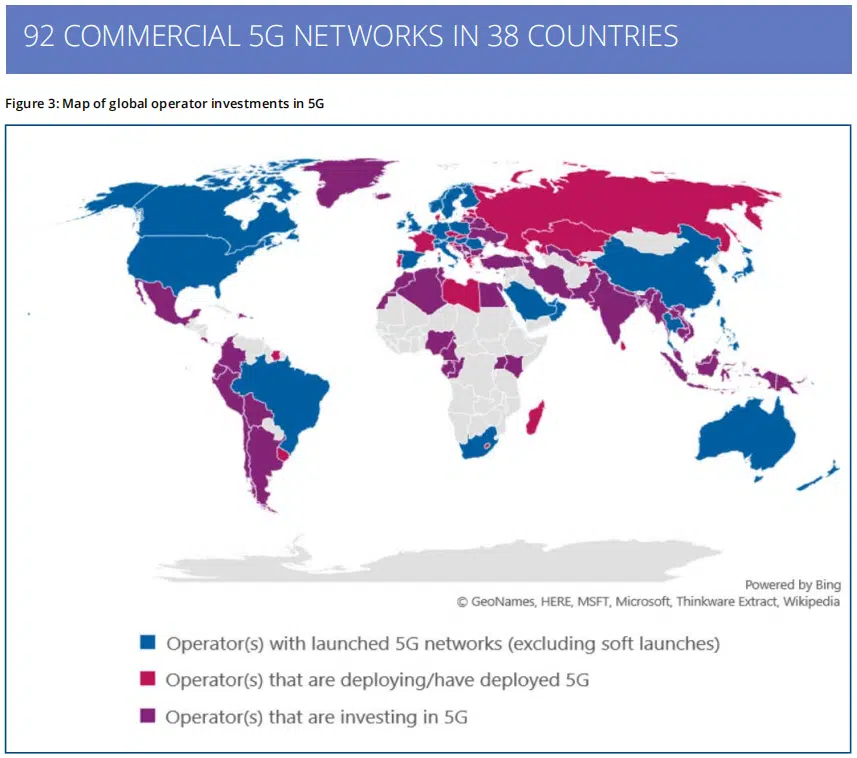 92 COMMERCIAL 5G NETWORKS IN 38 COUNTRIES
Figure 3: Map of global operator investments in 5G
Powered by Bing
© GeoNames, HERE, MSFT, Microsoft, Thinkware Extract, Wikipedia
Operator(s) with launched 5G networks (excluding soft launches)
Operator(s) that are deploying/have deployed 5G
Operator(s) that are investing in 5G